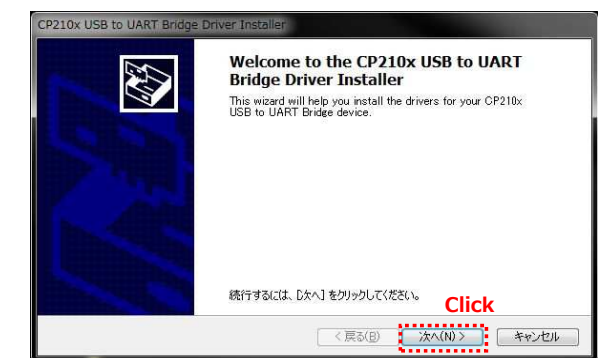 CP210x USB to UART Bridge Driver Installer
Welcome to the CP210x USB to UART
Bridge Driver Installer
This wizard will help you install the drivers for your CP210x
USB to UART Bridge device.
続行するには、[次へ] をクリックしてください。
Click
< 戻る(B)
次へ(N) >
キャンセル